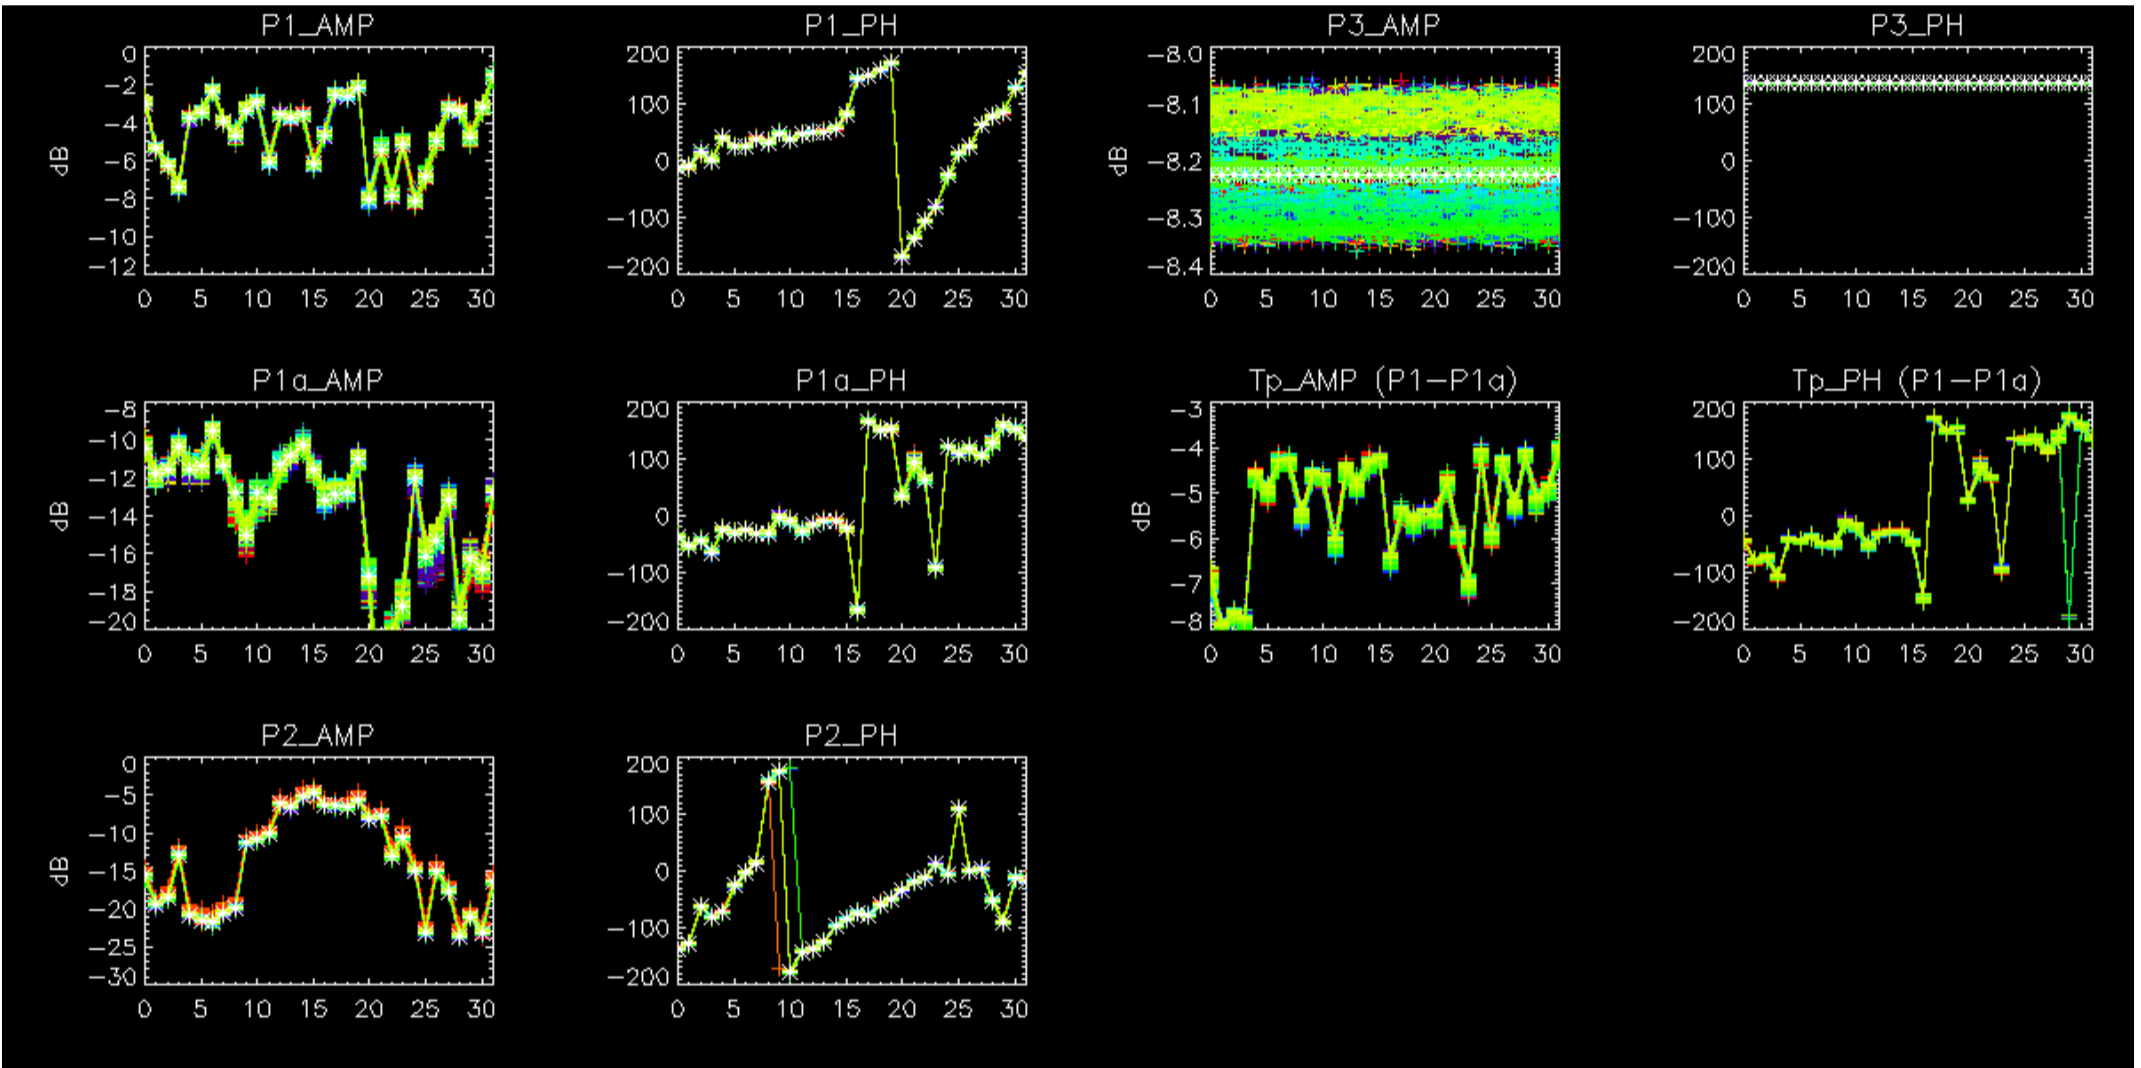 P1_AMP
0
−2
−4
−6
−8
−10
−12
dB
0 5 10 15 20 25 30
P1_PH
200
100
0
−100
−200
0 5 10 15 20 25 30
P3_AMP
−8.0
−8.1
−8.2
−8.3
−8.4
dB
0 5 10 15 20 25 30
P3_PH
200
100
0
−100
−200
0 5 10 15 20 25 30
P1a_AMP
−8
−10
−12
−14
−16
−18
−20
dB
0 5 10 15 20 25 30
P1a_PH
200
100
0
−100
−200
0 5 10 15 20 25 30
Tp_AMP (P1−P1a)
−3
−4
−5
−6
−7
−8
dB
0 5 10 15 20 25 30
Tp_PH (P1−P1a)
200
100
0
−100
−200
0 5 10 15 20 25 30
P2_AMP
0
−5
−10
−15
−20
−25
−30
dB
0 5 10 15 20 25 30
P2_PH
200
100
0
−100
−200
0 5 10 15 20 25 30